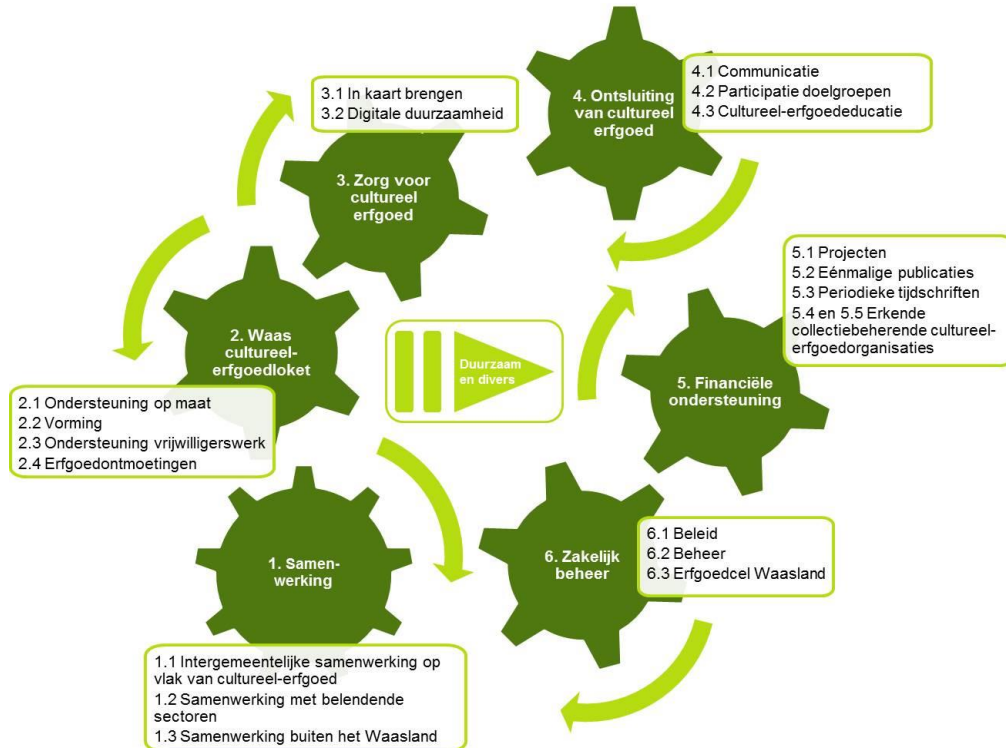 1. Samen-
werking
1.1 Intergemeentelijke samenwerking op
vlak van cultureel-erfgoed
1.2 Samenwerking met belendende
sectoren
1.3 Samenwerking buiten het Waasland
2. Waas
cultureel-
erfgoedloket
2.1 Ondersteuning op maat
2.2 Vorming
2.3 Ondersteuning vrijwilligerswerk
2.4 Erfgoedontmoetingen
3. Zorg voor
cultureel
erfgoed
3.1 In kaart brengen
3.2 Digitale duurzaamheid
4. Ontsluiting
van cultureel
erfgoed
4.1 Communicatie
4.2 Participatie doelgroepen
4.3 Cultureel-erfgoededucatie
5. Financiële
ondersteuning
5.1 Projecten
5.2 Eénmalige publicaties
5.3 Periodieke tijdschriften
5.4 en 5.5 Erkende
collectiebeherende cultureel-
erfgoedorganisaties
6. Zakelijk
beheer
6.1 Beleid
6.2 Beheer
6.3 Erfgoedcel Waasland
Duurzaam
en divers